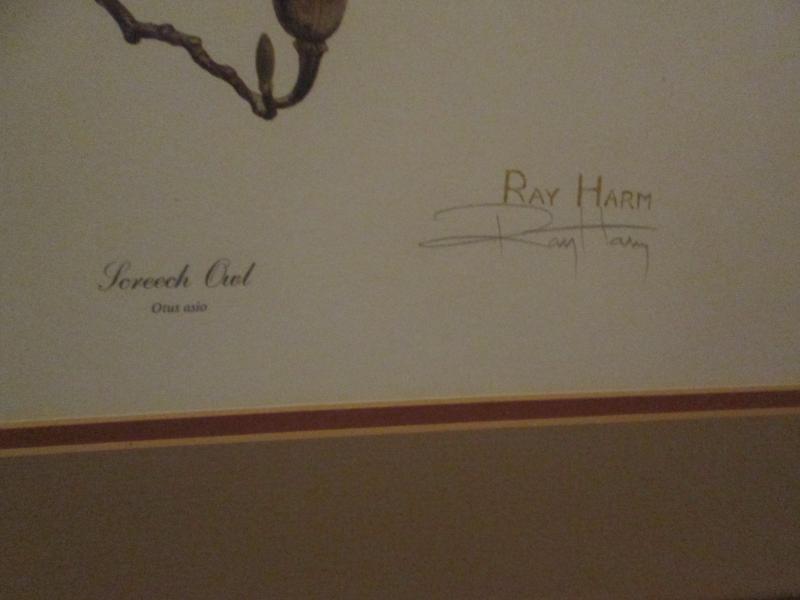 RAY HARM
Ray Harm
Screech Owl
Otus asio